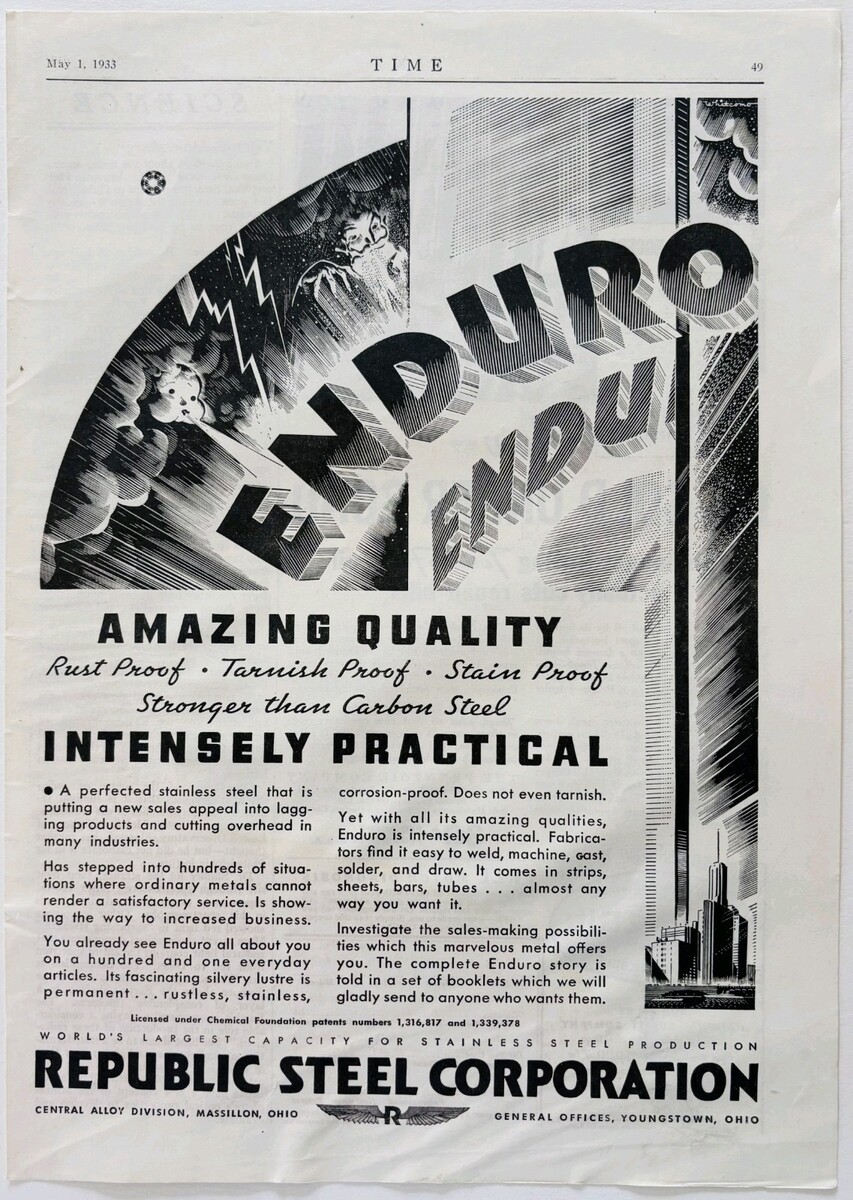 May 1, 1933
TIME
49
Whitcomb
ENDURO
ENDU
AMAZING QUALITY
Rust Proof · Tarnish Proof · Stain Proof
Stronger than Carbon Steel
INTENSELY PRACTICAL
● A perfected stainless steel that is
putting a new sales appeal into lagg-
ing products and cutting overhead in
many industries.
Has stepped into hundreds of situa-
tions where ordinary metals cannot
render a satisfactory service. Is show-
ing the way to increased business.
You already see Enduro all about you
on a hundred and one everyday
articles. Its fascinating silvery lustre is
permanent . . . rustless, stainless,
corrosion-proof. Does not even tarnish.
Yet with all its amazing qualities,
Enduro is intensely practical. Fabrica-
tors find it easy to weld, machine, cast,
solder, and draw. It comes in strips,
sheets, bars, tubes . . . almost any
way you want it.
Investigate the sales-making possibili-
ties which this marvelous metal offers
you. The complete Enduro story is
told in a set of booklets which we will
gladly send to anyone who wants them.
Licensed under Chemical Foundation patents numbers 1,316,817 and 1,339,378
WORLD'S LARGEST CAPACITY FOR STAINLESS STEEL PRODUCTION
REPUBLIC STEEL CORPORATION
CENTRAL ALLOY DIVISION, MASSILLON, OHIO
R
GENERAL OFFICES, YOUNGSTOWN, OHIO